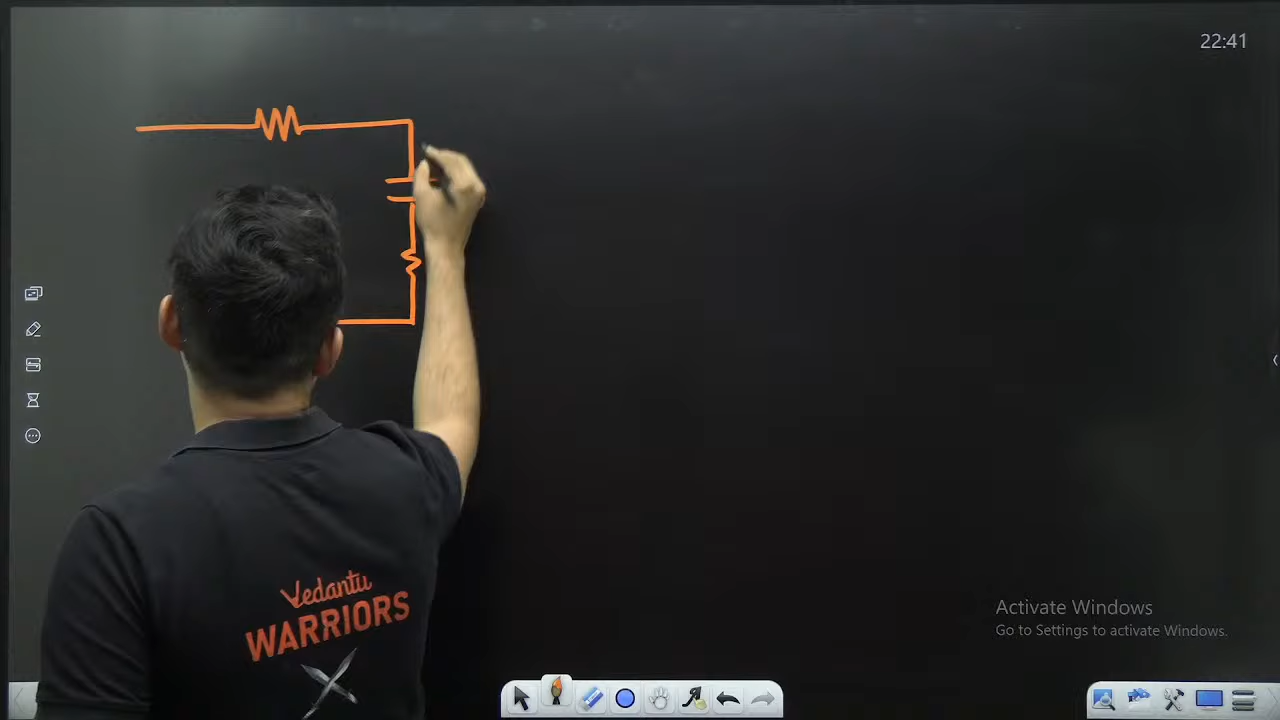 22:41
Vedantu
WARRIORS
Activate Windows
Go to Settings to activate Windows.